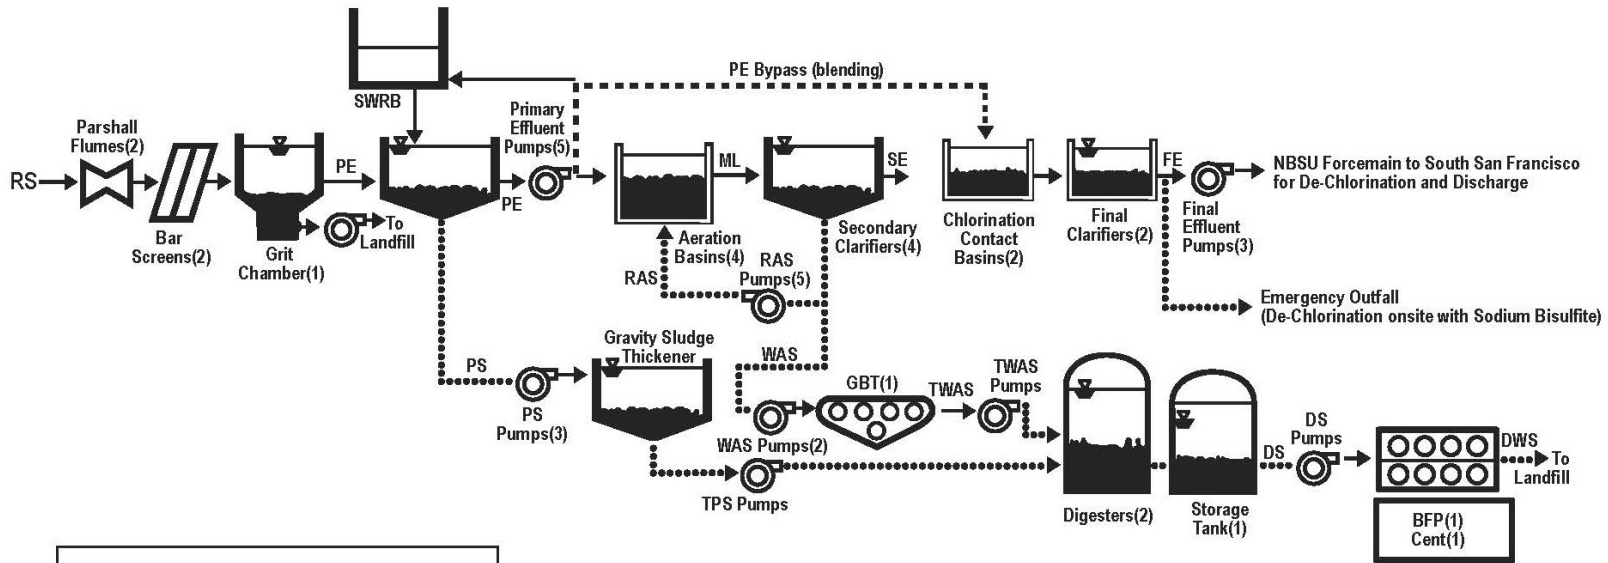 PE Bypass (blending)
SWRB
Primary
Effluent
Pumps(5)
Parshall
Flumes(2)
RS
PE
PE
ML
SE
FE
NBSU Forcemain to South San Francisco
for De-Chlorination and Discharge
Bar
Screens(2)
Grit
Chamber(1)
To
Landfill
Aeration
Basins(4)
Secondary
Clarifiers(4)
Chlorination
Contact
Basins(2)
Final
Clarifiers(2)
Final
Effluent
Pumps(3)
RAS
RAS
Pumps(5)
Emergency Outfall
(De-Chlorination onsite with Sodium Bisulfite)
Gravity Sludge
Thickener
PS
PS
Pumps(3)
WAS
WAS Pumps(2)
GBT(1)
TWAS
TWAS
Pumps
TPS Pumps
Digesters(2)
Storage
Tank(1)
DS
DS
Pumps
DWS
To
Landfill
BFP(1)
Cent(1)